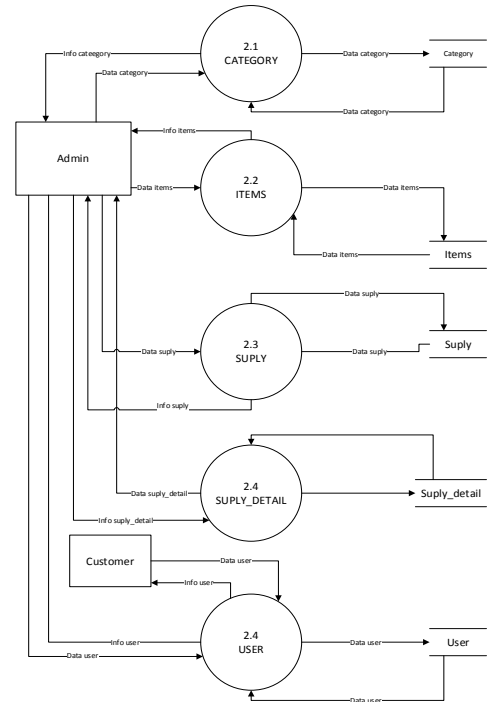 2.1
CATEGORY
Info cateegory
Data category
Data category
Category
Data category
Admin
Info items
2.2
ITEMS
Data items
Data items
Data items
Items
2.3
SUPLY
Data suply
Data suply
Data suply
Suply
Info suply
2.4
SUPLY_DETAIL
Data suply_detail
Suply_detail
Info suply_detail
Customer
Data user
Info user
2.4
USER
Info user
Data user
Data user
User
Data user